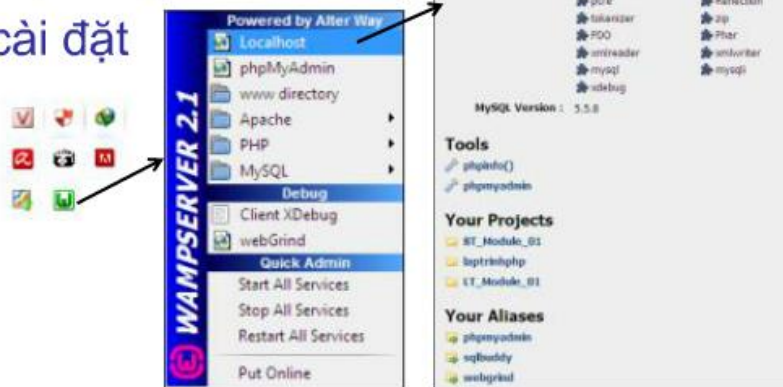 cài đặt
WAMPSERVER 2.1
Powered by Alter Way
Localhost
phpMyAdmin
www directory
Apache
PHP
MySQL
Debug
Client XDebug
webGrind
Quick Admin
Start All Services
Stop All Services
Restart All Services
Put Online
pcre
tokenizer
zip
PDO
Phar
xmlreader
xmlwriter
mysql
mysqli
xdebug
MySQL Version : 5.5.8
Tools
phpinfo()
phpmyadmin
Your Projects
BT_Module_01
laptrinhphp
LT_Module_01
Your Aliases
phpmyadmin
sqlbuddy
webgrind